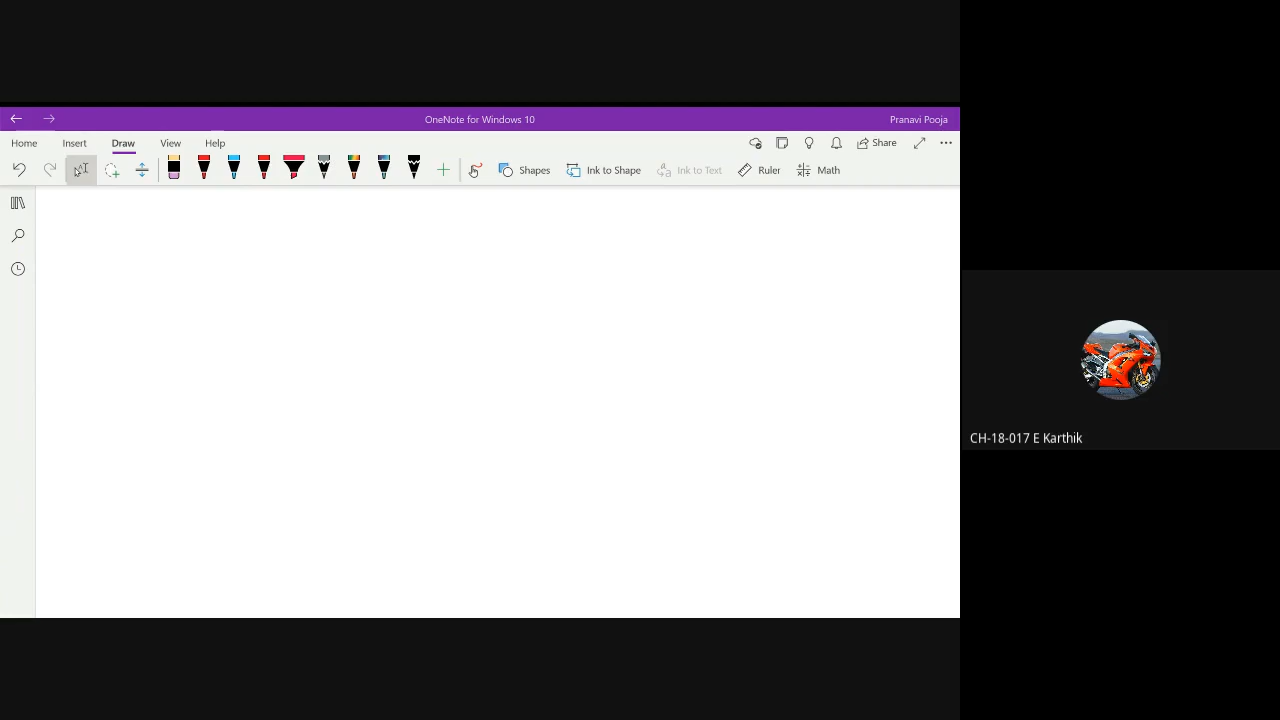 OneNote for Windows 10
Pranavi Pooja
Home Insert Draw View Help
Share
Shapes Ink to Shape Ink to Text Ruler Math
CH-18-017 E Karthik